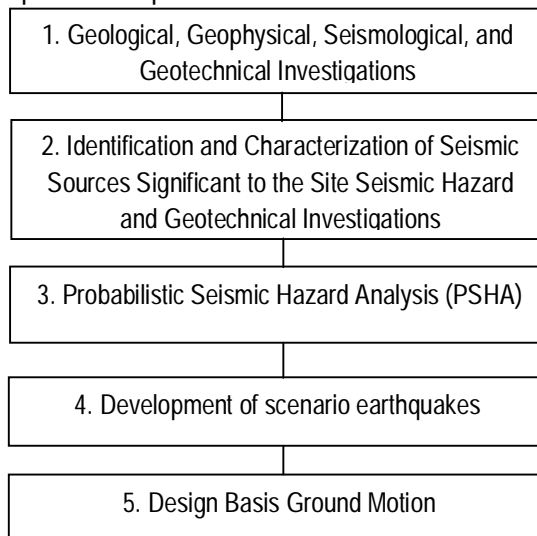 1. Geological, Geophysical, Seismological, and
Geotechnical Investigations
2. Identification and Characterization of Seismic
Sources Significant to the Site Seismic Hazard
and Geotechnical Investigations
3. Probabilistic Seismic Hazard Analysis (PSHA)
4. Development of scenario earthquakes
5. Design Basis Ground Motion